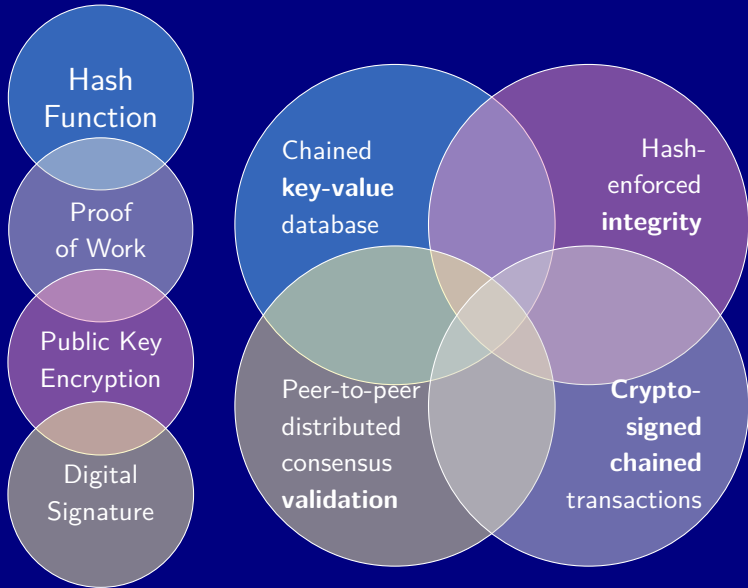 Hash
Function
Proof
of Work
Public Key
Encryption
Digital
Signature
Chained
key-value
database
Hash-
enforced
integrity
Peer-to-peer
distributed
consensus
validation
Crypto-
signed
chained
transactions